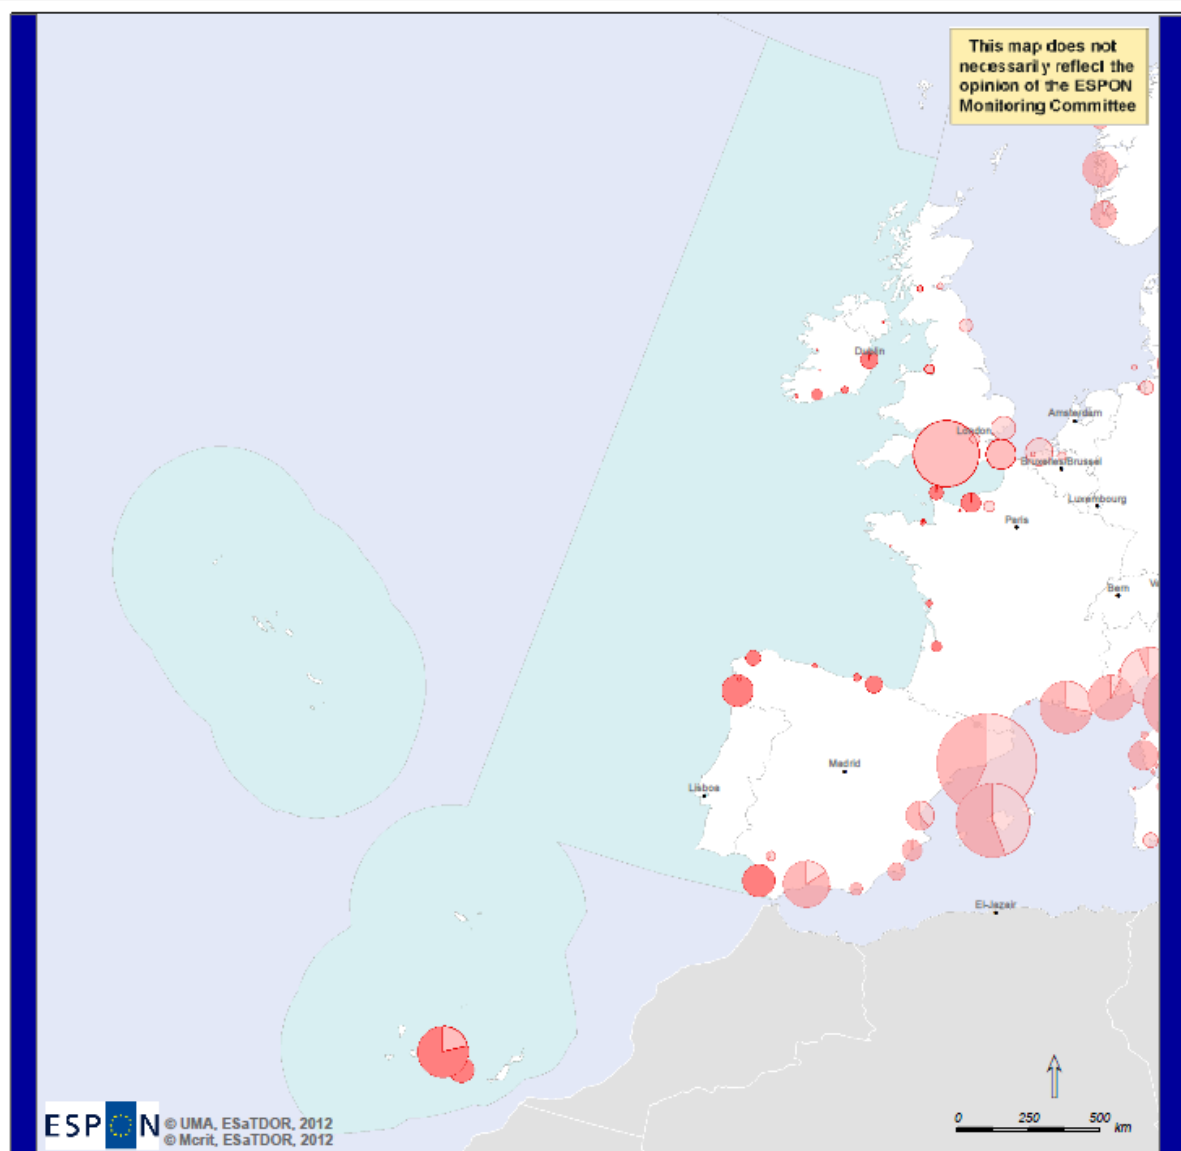 This map does not
necessarily reflect the
opinion of the ESPON
Monitoring Committee
Dublin
Amsterdam
London
Bruxelles/Brussel
Luxembourg
Paris
Bern
Madrid
Lisboa
El-Jazair
0 250 500
km
ESPON
© UMA, ESaTDOR, 2012
© Mcrit, ESaTDOR, 2012